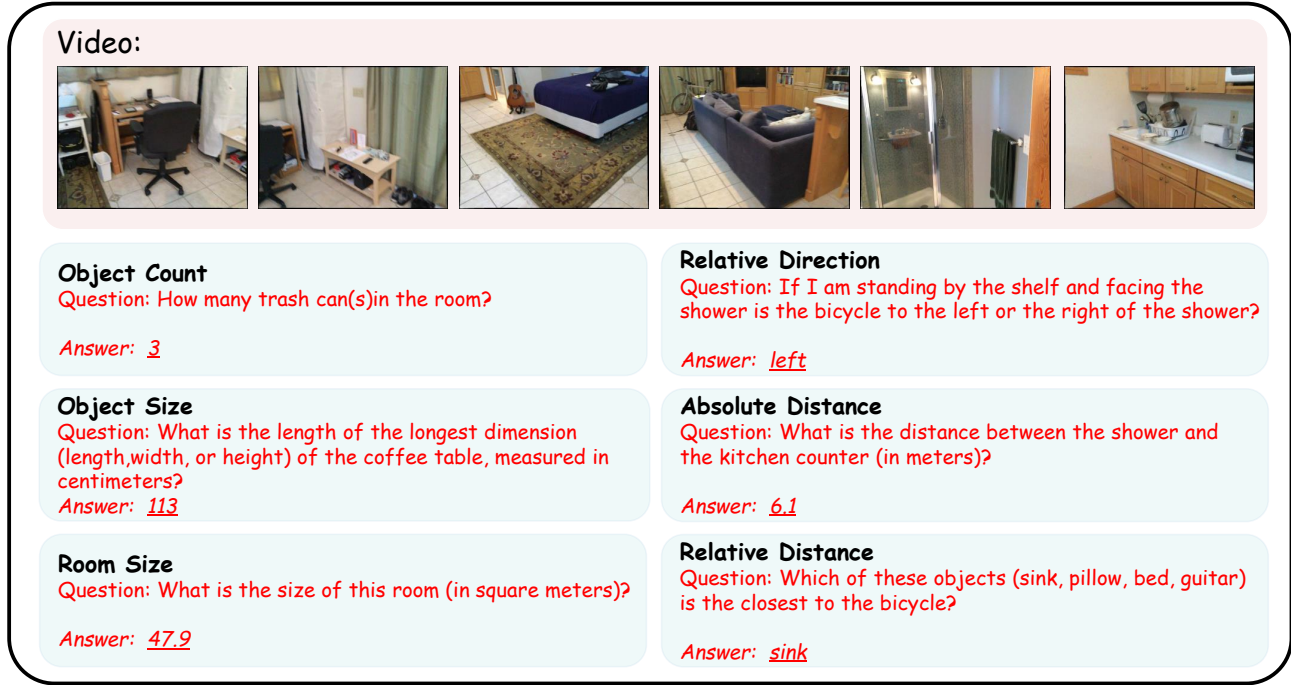 Video:
Object Count
Question: How many trash can(s)in the room?
Answer: 3
Relative Direction
Question: If I am standing by the shelf and facing the
shower is the bicycle to the left or the right of the shower?
Answer: left
Object Size
Question: What is the length of the longest dimension
(length,width, or height) of the coffee table, measured in
centimeters?
Answer: 113
Absolute Distance
Question: What is the distance between the shower and
the kitchen counter (in meters)?
Answer: 6.1
Room Size
Question: What is the size of this room (in square meters)?
Answer: 47.9
Relative Distance
Question: Which of these objects (sink, pillow, bed, guitar)
is the closest to the bicycle?
Answer: sink